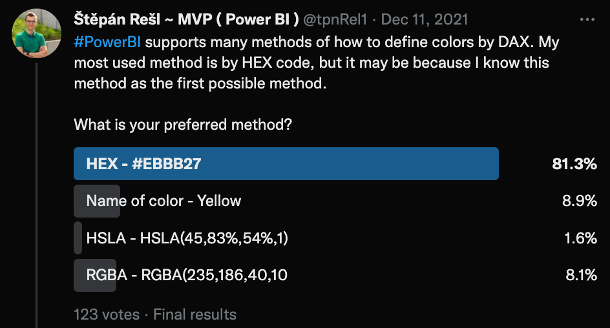 Štěpán Rešl ~ MVP ( Power BI ) @tpnRel1 · Dec 11, 2021
#PowerBI supports many methods of how to define colors by DAX. My
most used method is by HEX code, but it may be because I know this
method as the first possible method.
What is your preferred method?
HEX - #EBBB27 81.3%
Name of color - Yellow 8.9%
HSLA - HSLA(45,83%,54%,1) 1.6%
RGBA - RGBA(235,186,40,10 8.1%
123 votes · Final results